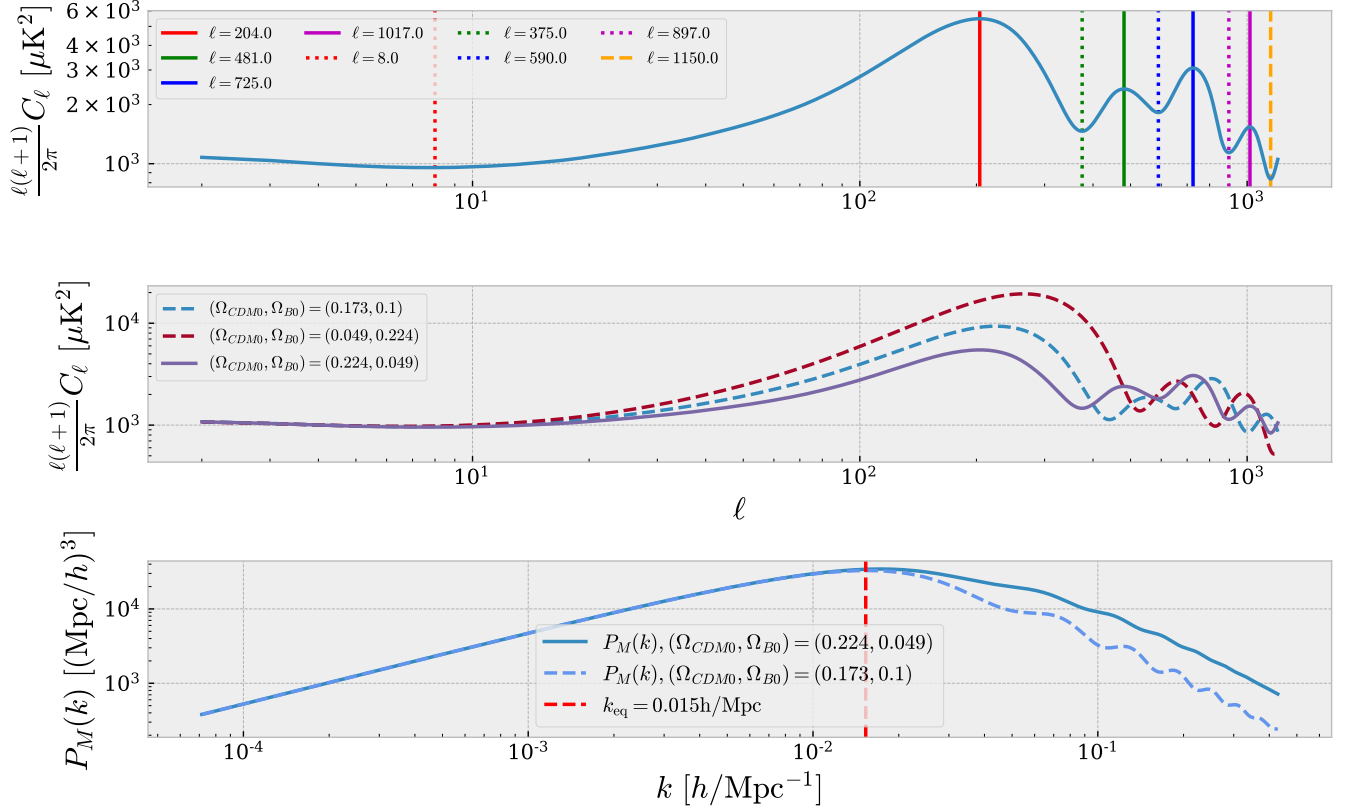 6 × 10³
3 × 10³
2 × 10³
10³
ℓ(ℓ+1)/2π C_ℓ [μK²]
ℓ = 204.0
ℓ = 481.0
ℓ = 725.0
ℓ = 1017.0
ℓ = 8.0
ℓ = 375.0
ℓ = 590.0
ℓ = 897.0
ℓ = 1150.0
10¹ 10² 10³
10⁴
10³
ℓ(ℓ+1)/2π C_ℓ [μK²]
(Ω_CDM0, Ω_B0) = (0.173, 0.1)
(Ω_CDM0, Ω_B0) = (0.049, 0.224)
(Ω_CDM0, Ω_B0) = (0.224, 0.049)
10¹ 10² 10³
ℓ
10⁴
10³
P_M(k) [(Mpc/h)³]
P_M(k), (Ω_CDM0, Ω_B0) = (0.224, 0.049)
P_M(k), (Ω_CDM0, Ω_B0) = (0.173, 0.1)
k_eq = 0.015h/Mpc
10⁻⁴ 10⁻³ 10⁻² 10⁻¹
k [h/Mpc⁻¹]